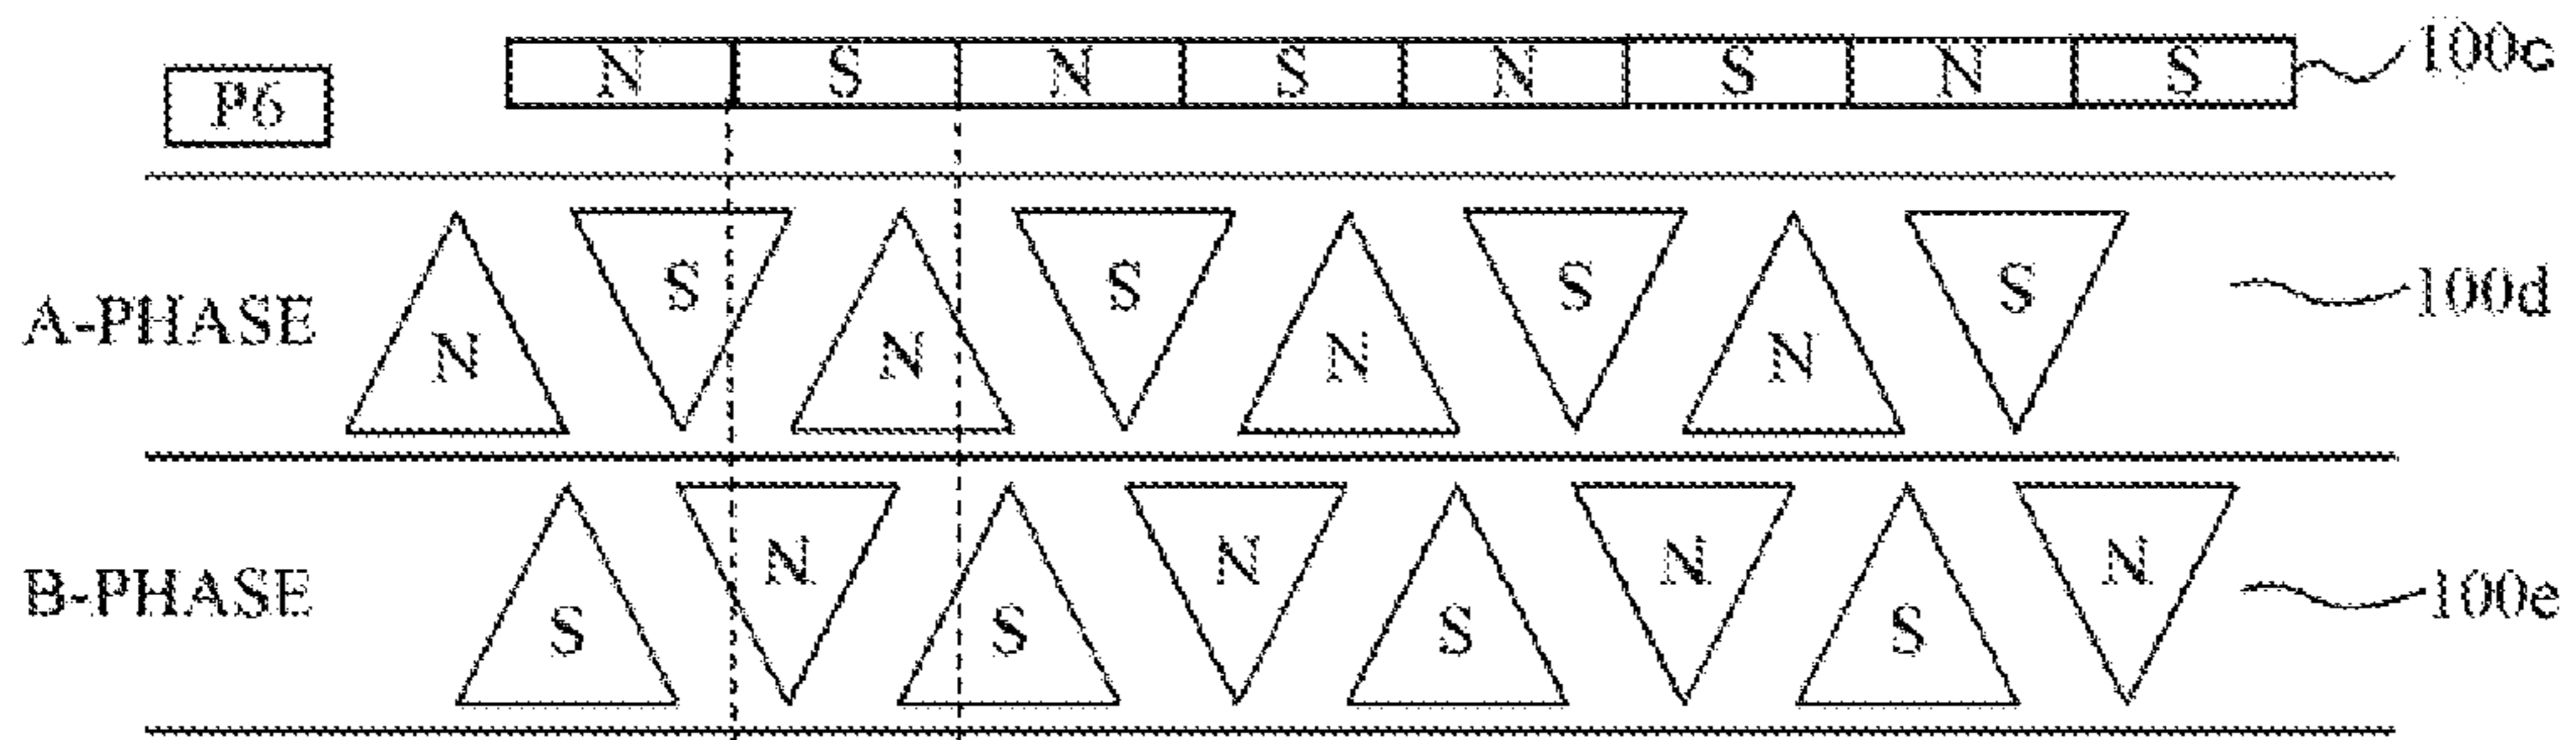 N S N S N S N S 100c
P6
S S S S
A-PHASE N N N N 100d
N N N N
B-PHASE S S S S 100e